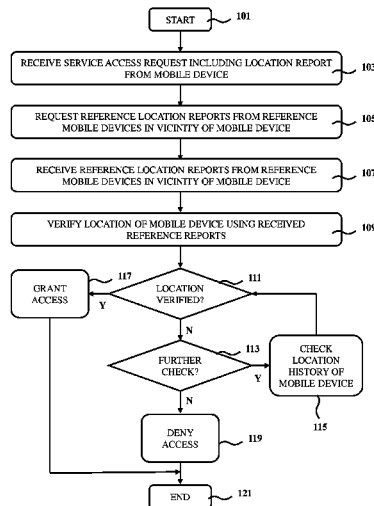 START
101
RECEIVE SERVICE ACCESS REQUEST INCLUDING LOCATION REPORT
FROM MOBILE DEVICE
103
REQUEST REFERENCE LOCATION REPORTS FROM REFERENCE
MOBILE DEVICES IN VICINITY OF MOBILE DEVICE
105
RECEIVE REFERENCE LOCATION REPORTS FROM REFERENCE
MOBILE DEVICES IN VICINITY OF MOBILE DEVICE
107
VERIFY LOCATION OF MOBILE DEVICE USING RECEIVED
REFERENCE REPORTS
109
117
GRANT
ACCESS
Y
LOCATION
VERIFIED?
111
N
FURTHER
CHECK?
113
Y
CHECK
LOCATION
HISTORY OF
MOBILE DEVICE
115
N
DENY
ACCESS
119
END
121